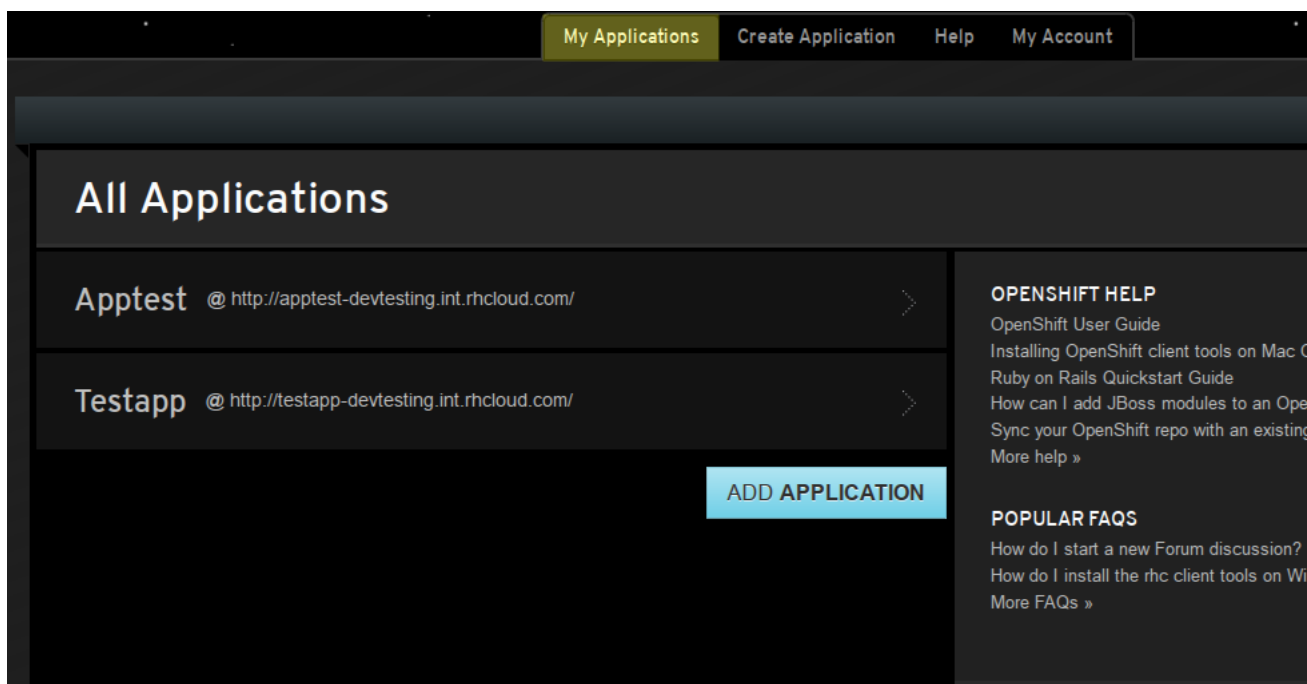 My Applications Create Application Help My Account
All Applications
Apptest @ http://apptest-devtesting.int.rhcloud.com/
Testapp @ http://testapp-devtesting.int.rhcloud.com/
ADD APPLICATION
OPENSHIFT HELP
OpenShift User Guide
Installing OpenShift client tools on Mac
Ruby on Rails Quickstart Guide
How can I add JBoss modules to an
Sync your OpenShift repo with an existing
More help »
POPULAR FAQS
How do I start a new Forum discussion?
How do I install the rhc client tools on
More FAQs »